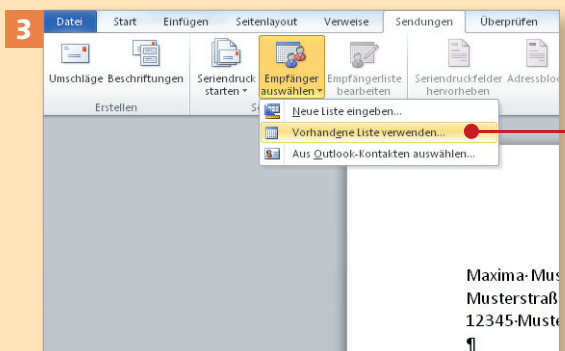 3
Datei Start Einfügen Seitenlayout Verweise Sendungen Überprüfen
Umschläge Beschriftungen Seriendruck starten Empfänger auswählen Empfängerliste bearbeiten Seriendruckfelder hervorheben
Erstellen
Neue Liste eingeben...
Vorhandene Liste verwenden...
Aus Outlook-Kontakten auswählen...
Maxima·Mus
Musterstraß
12345·Muste
¶